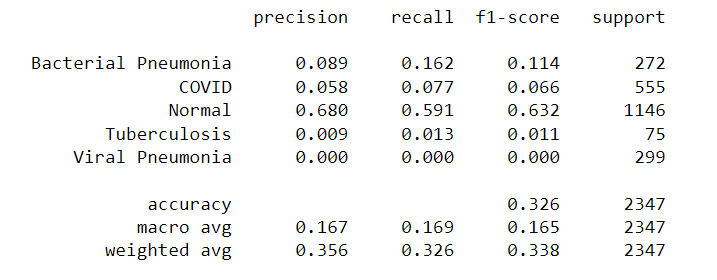 precision recall f1-score support
Bacterial Pneumonia 0.089 0.162 0.114 272
COVID 0.058 0.077 0.066 555
Normal 0.680 0.591 0.632 1146
Tuberculosis 0.009 0.013 0.011 75
Viral Pneumonia 0.000 0.000 0.000 299
accuracy 0.326 2347
macro avg 0.167 0.169 0.165 2347
weighted avg 0.356 0.326 0.338 2347